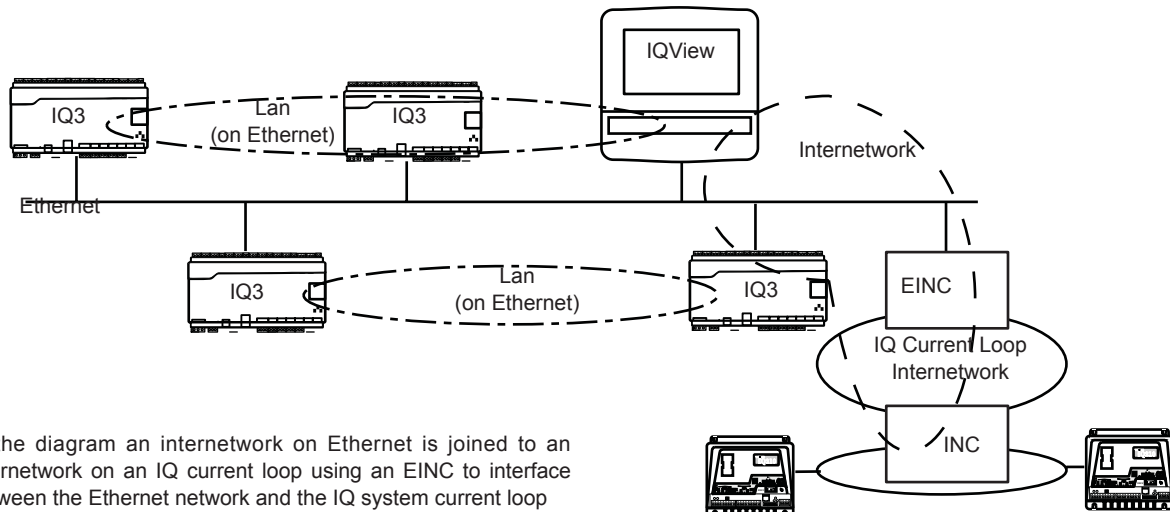 IQView
IQ3
Lan
(on Ethernet)
IQ3
Internetwork
Ethernet
IQ3
Lan
(on Ethernet)
IQ3
EINC
IQ Current Loop
Internetwork
INC
the diagram an internetwork on Ethernet is joined to an
ernetwork on an IQ current loop using an EINC to interface
ween the Ethernet network and the IQ system current loop